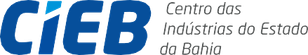 CIEB
Centro das
Indústrias do Estado
da Bahia